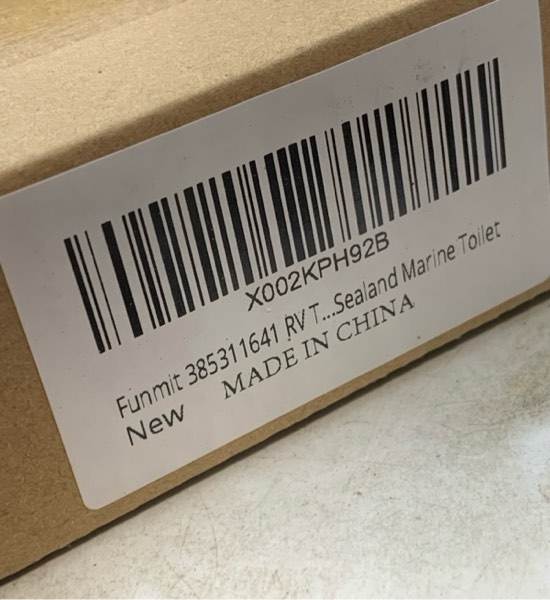 X002KPH92B
Funmit 385311641 RV T...Sealand Marine Toilet
New MADE IN CHINA